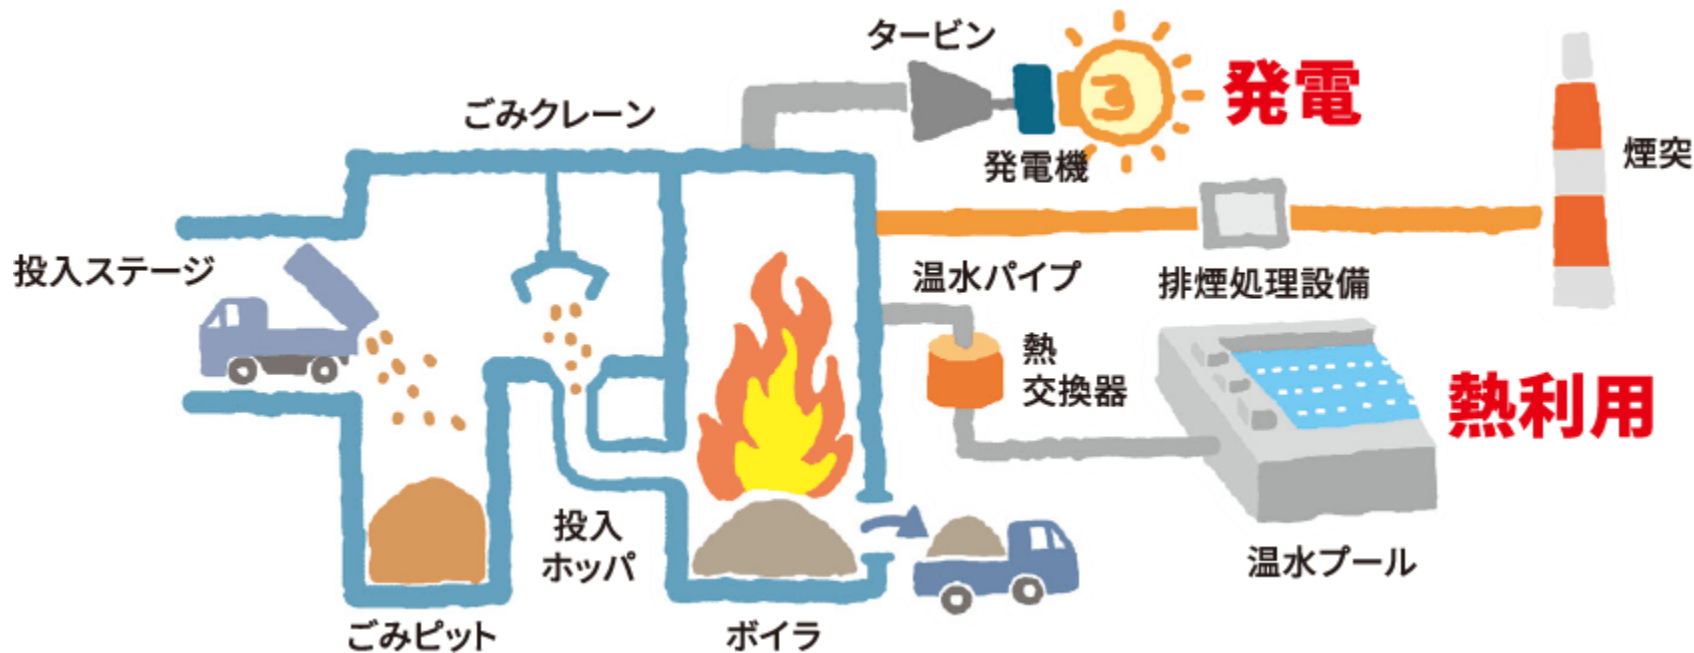 タービン
発電
ごみクレーン
発電機
煙突
投入ステージ
温水パイプ
排煙処理設備
熱
交換器
熱利用
投入
ホッパ
温水プール
ごみピット
ボイラ